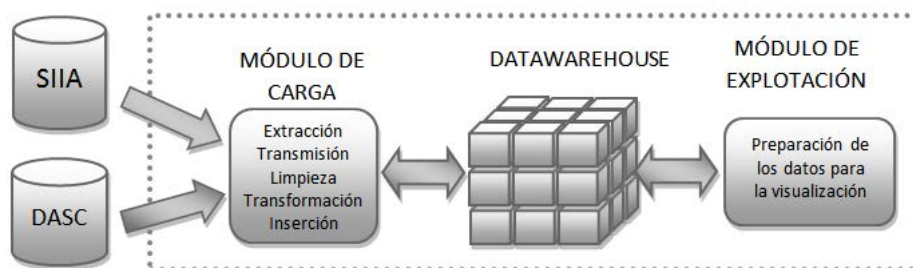 SIIA
DASC
MÓDULO DE
CARGA
Extracción
Transmisión
Limpieza
Transformación
Inserción
DATAWAREHOUSE
MÓDULO DE
EXPLOTACIÓN
Preparación de
los datos para
la visualización